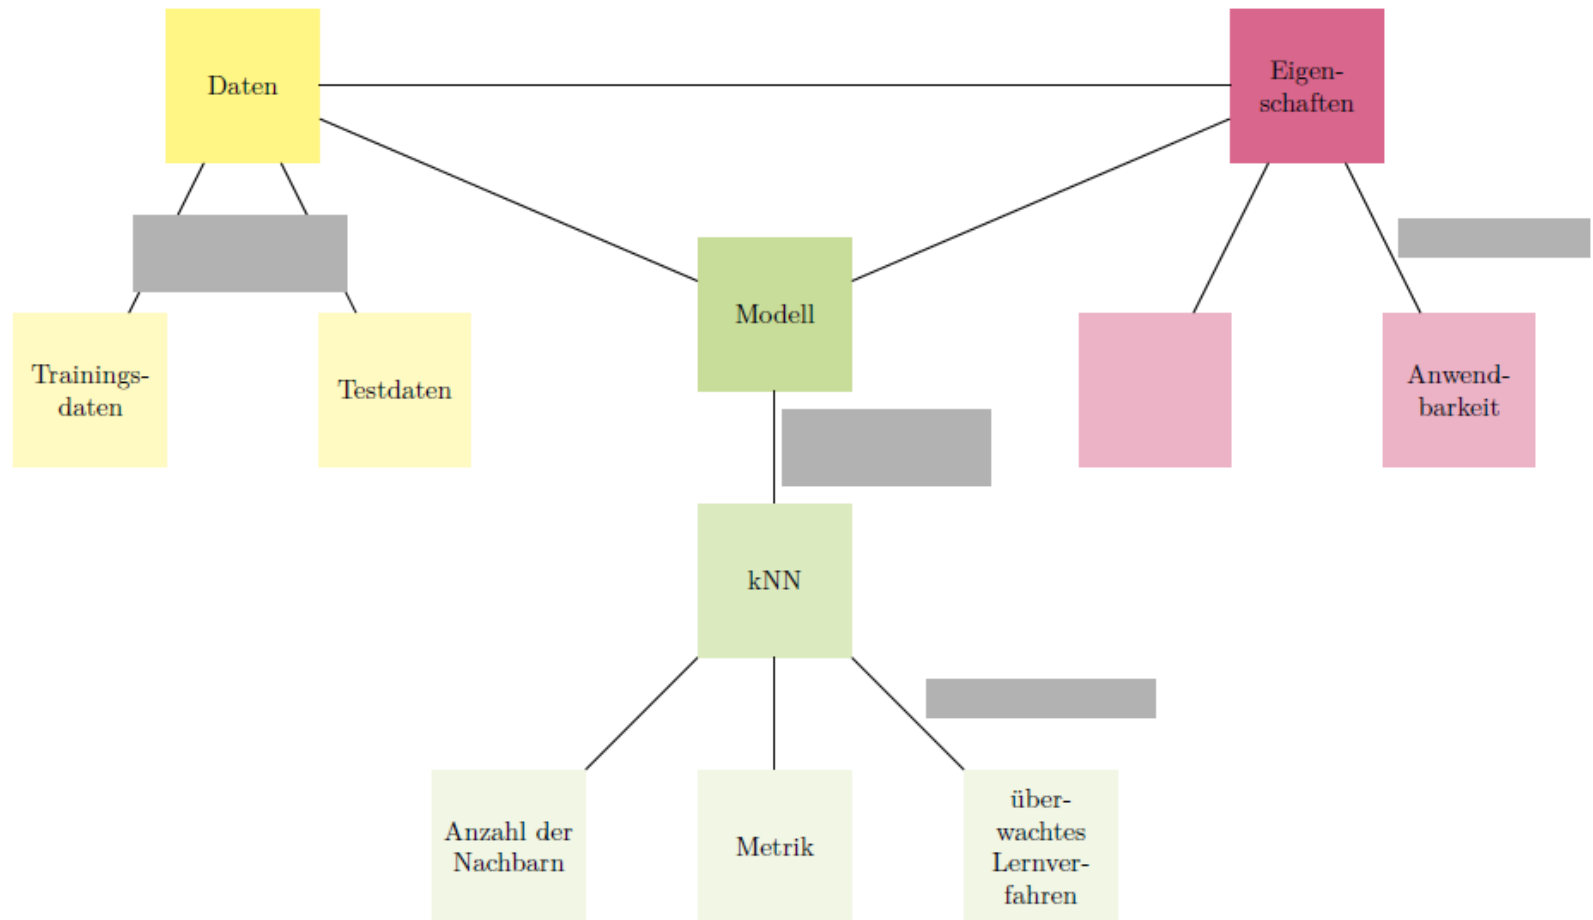 Daten
Eigen-
schaften
Modell
Trainings-
daten
Testdaten
Anwend-
barkeit
kNN
Anzahl der
Nachbarn
Metrik
über-
wachtes
Lernver-
fahren